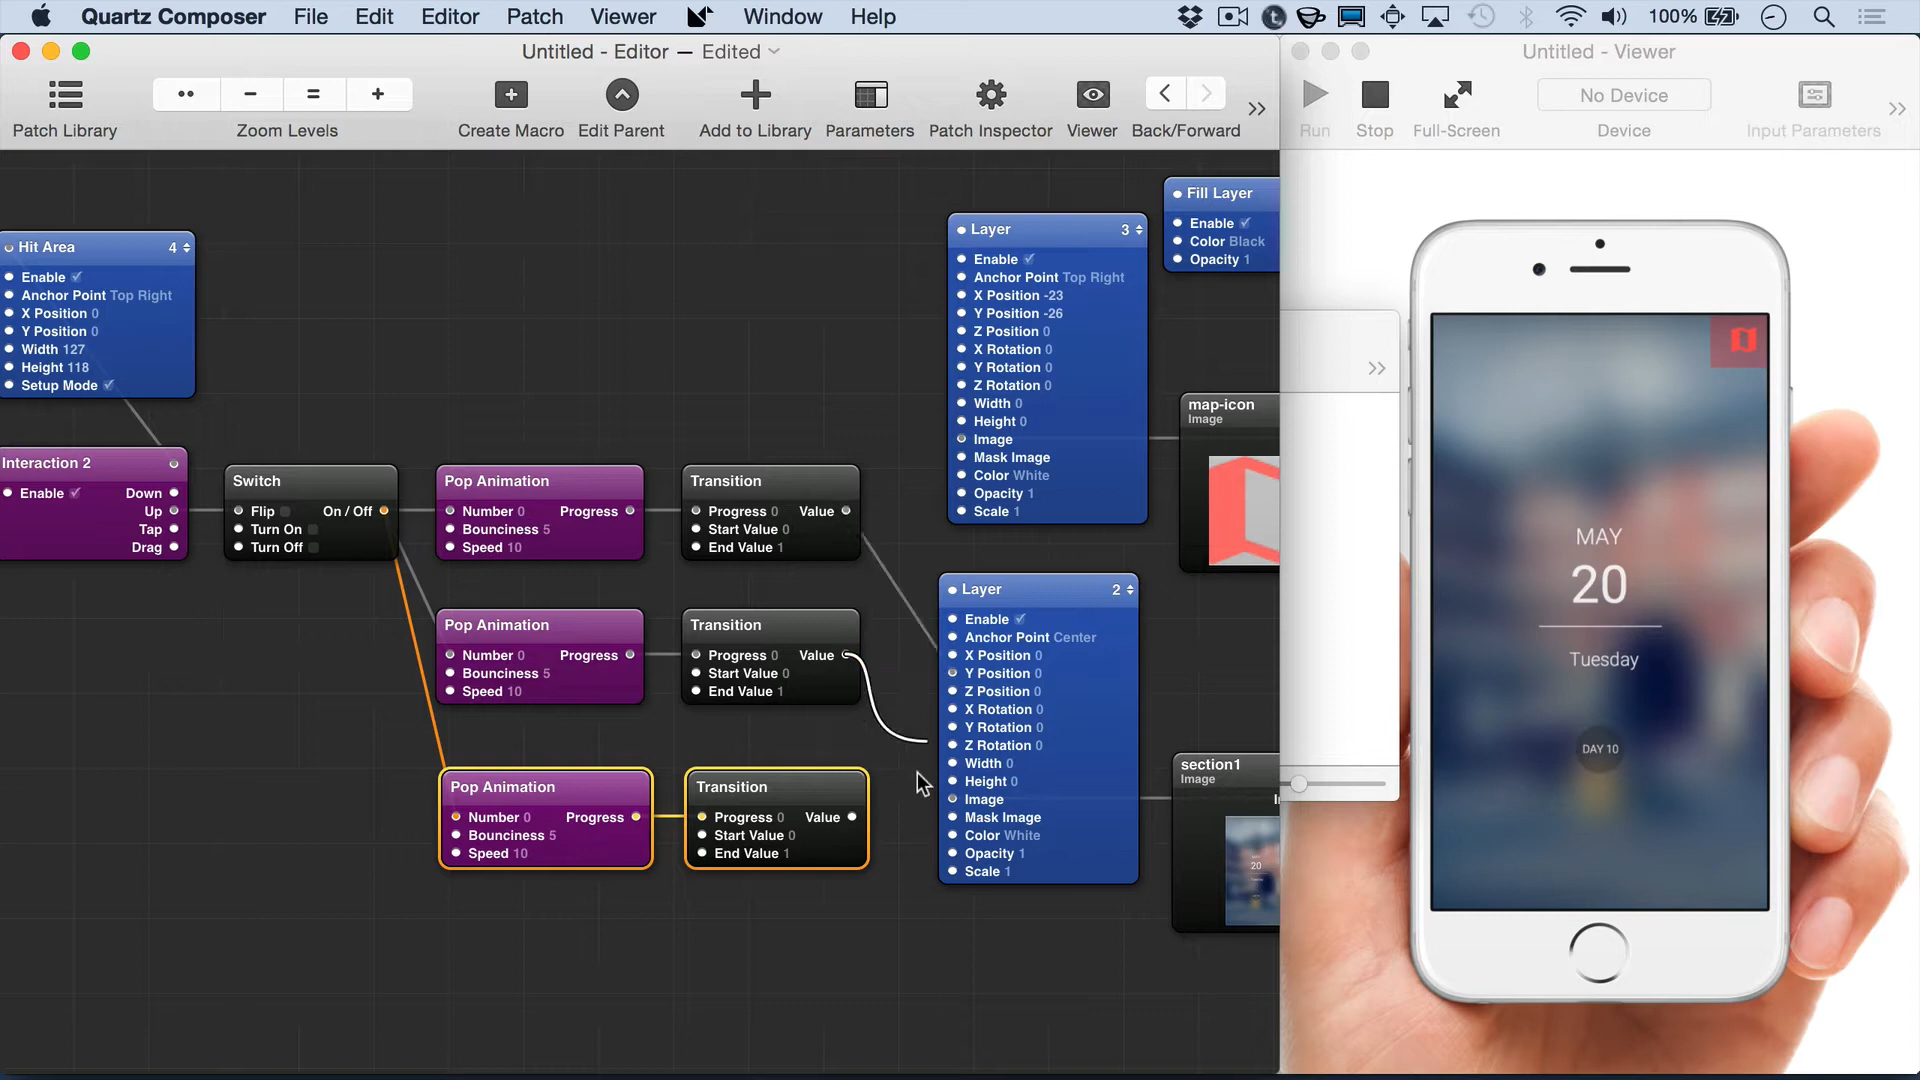 Quartz Composer File Edit Editor Patch Viewer Window Help 100%
Untitled - Editor — Edited
Patch Library Zoom Levels Create Macro Edit Parent Add to Library Parameters Patch Inspector Viewer Back/Forward
Untitled - Viewer
No Device
Run Stop Full-Screen Device Input Parameters
Hit Area 4
Enable
Anchor Point Top Right
X Position 0
Y Position 0
Width 127
Height 118
Setup Mode
Interaction 2
Enable Down
Up
Tap
Drag
Switch
Flip On / Off
Turn On
Turn Off
Pop Animation
Number 0 Progress
Bounciness 5
Speed 10
Transition
Progress 0 Value
Start Value 0
End Value 1
Pop Animation
Number 0 Progress
Bounciness 5
Speed 10
Transition
Progress 0 Value
Start Value 0
End Value 1
Pop Animation
Number 0 Progress
Bounciness 5
Speed 10
Transition
Progress 0 Value
Start Value 0
End Value 1
Layer 3
Enable
Anchor Point Top Right
X Position -23
Y Position -26
Z Position 0
X Rotation 0
Y Rotation 0
Z Rotation 0
Width 0
Height 0
Image
Mask Image
Color White
Opacity 1
Scale 1
Layer 2
Enable
Anchor Point Center
X Position 0
Y Position 0
Z Position 0
X Rotation 0
Y Rotation 0
Z Rotation 0
Width 0
Height 0
Image
Mask Image
Color White
Opacity 1
Scale 1
Fill Layer
Enable
Color Black
Opacity 1
map-icon
Image
section1
Image
MAY
20
Tuesday
DAY 10